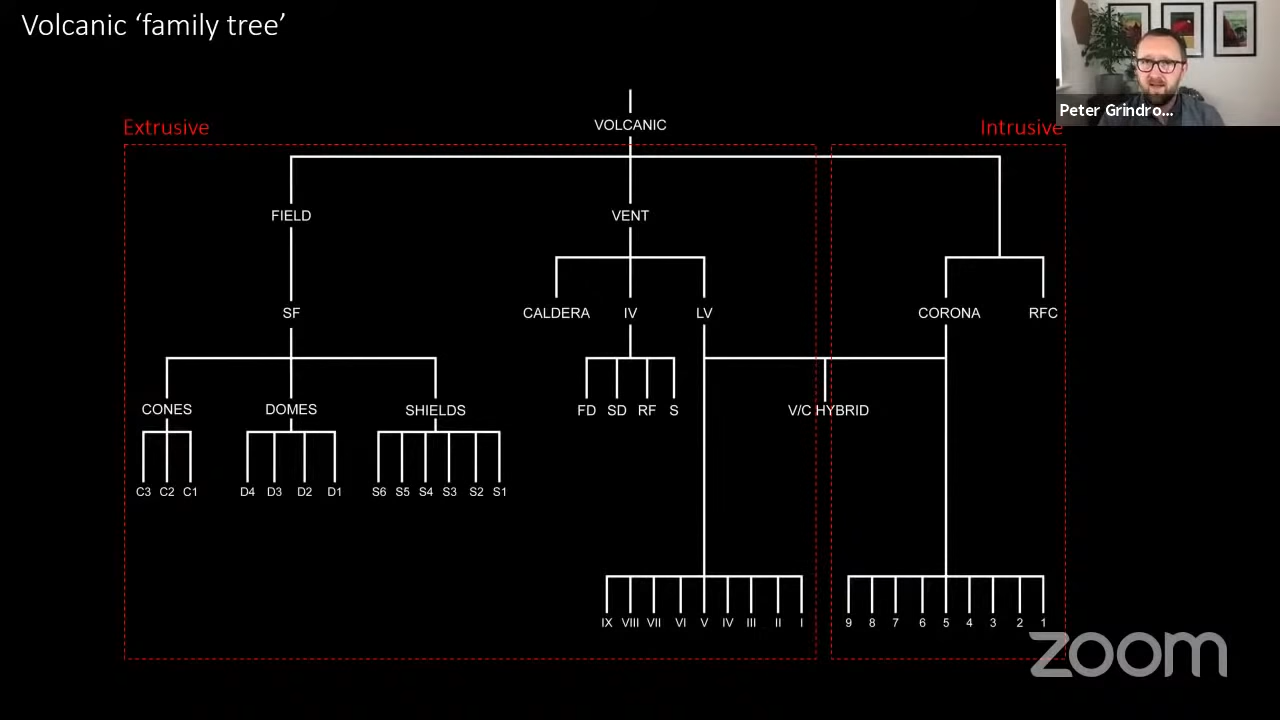 Volcanic ‘family tree’
Peter Grindro...
Extrusive
VOLCANIC
Intrusive
FIELD
VENT
SF
CALDERA
IV
LV
CORONA
RFC
CONES
DOMES
SHIELDS
FD SD RF S
V/C HYBRID
C3 C2 C1
D4 D3 D2 D1
S6 S5 S4 S3 S2 S1
IX VIII VII VI V IV III II I
9 8 7 6 5 4 3 2 1
zoom